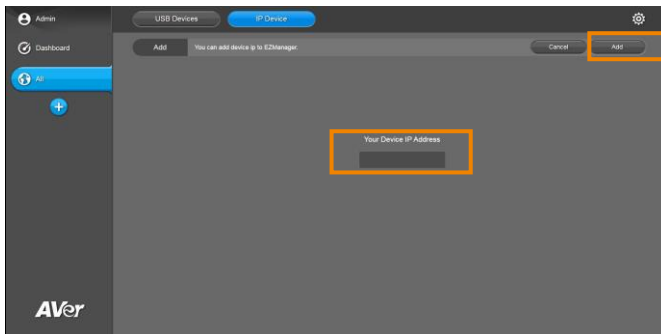 Admin
USB Devices
IP Device
Dashboard
Add
You can add device ip to EZManager.
Cancel
Add
All
Your Device IP Address
AVer